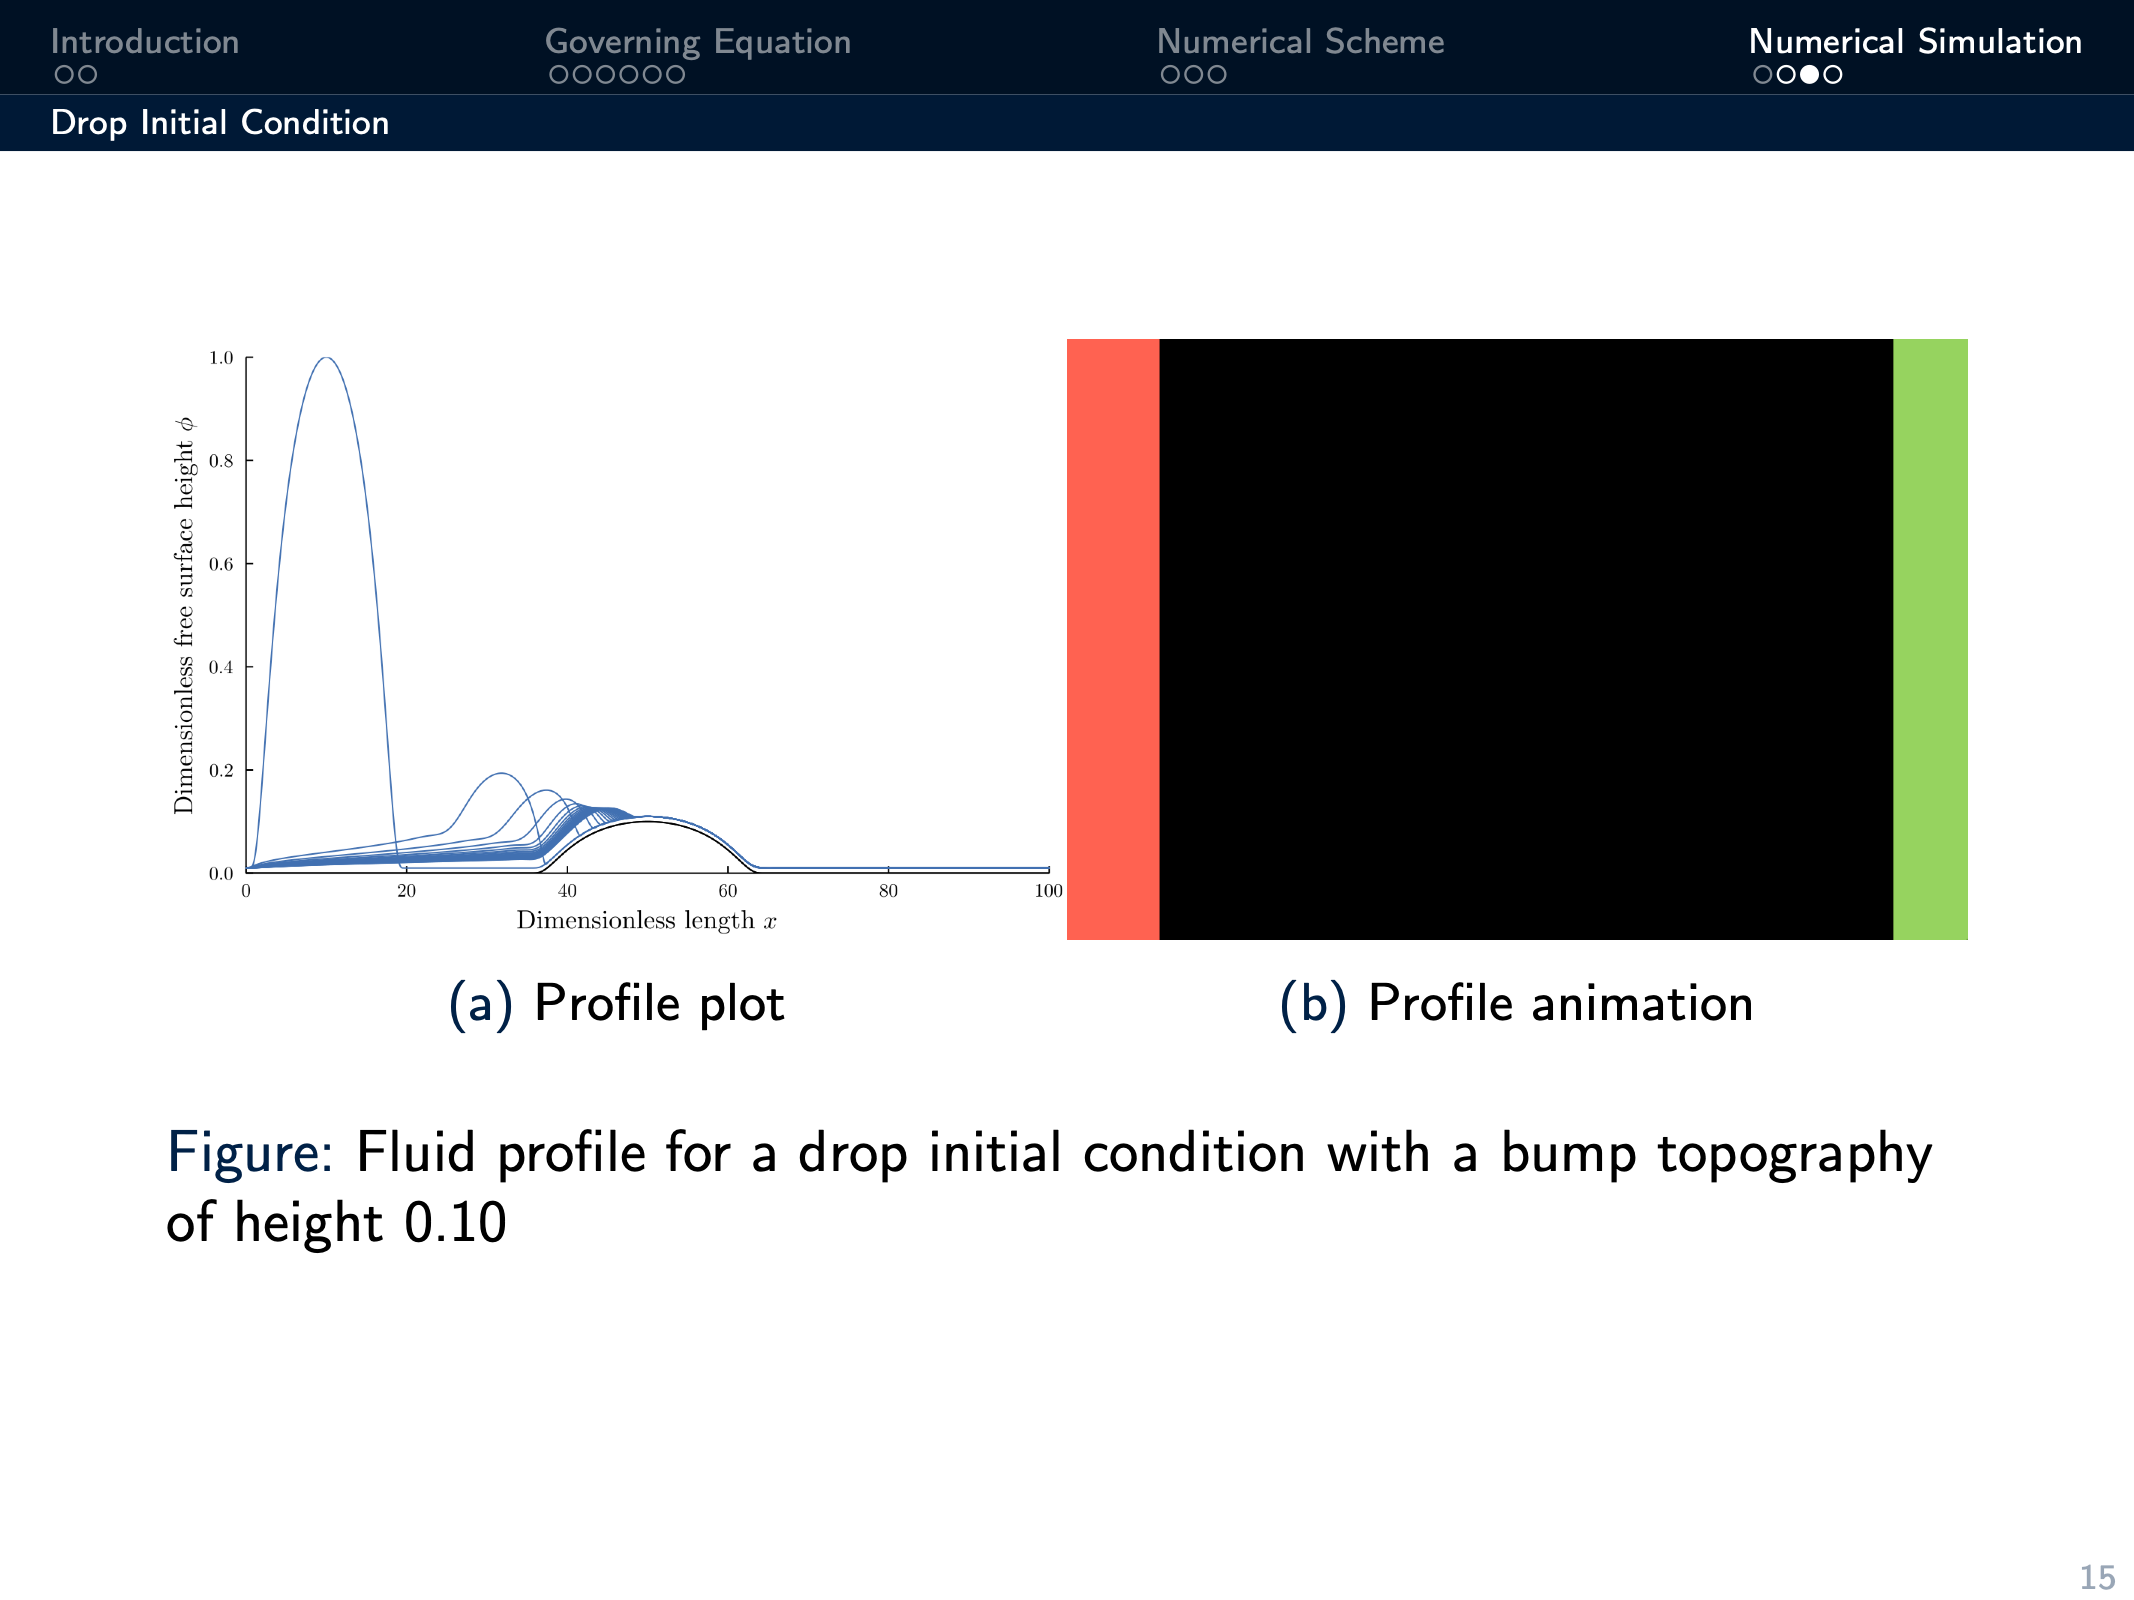 Introduction
Governing Equation
Numerical Scheme
Numerical Simulation
Drop Initial Condition
1.0
0.8
0.6
0.4
0.2
0.0
Dimensionless free surface height ϕ
0 20 40 60 80 100
Dimensionless length x
(a) Profile plot
(b) Profile animation
Figure: Fluid profile for a drop initial condition with a bump topography
of height 0.10
15